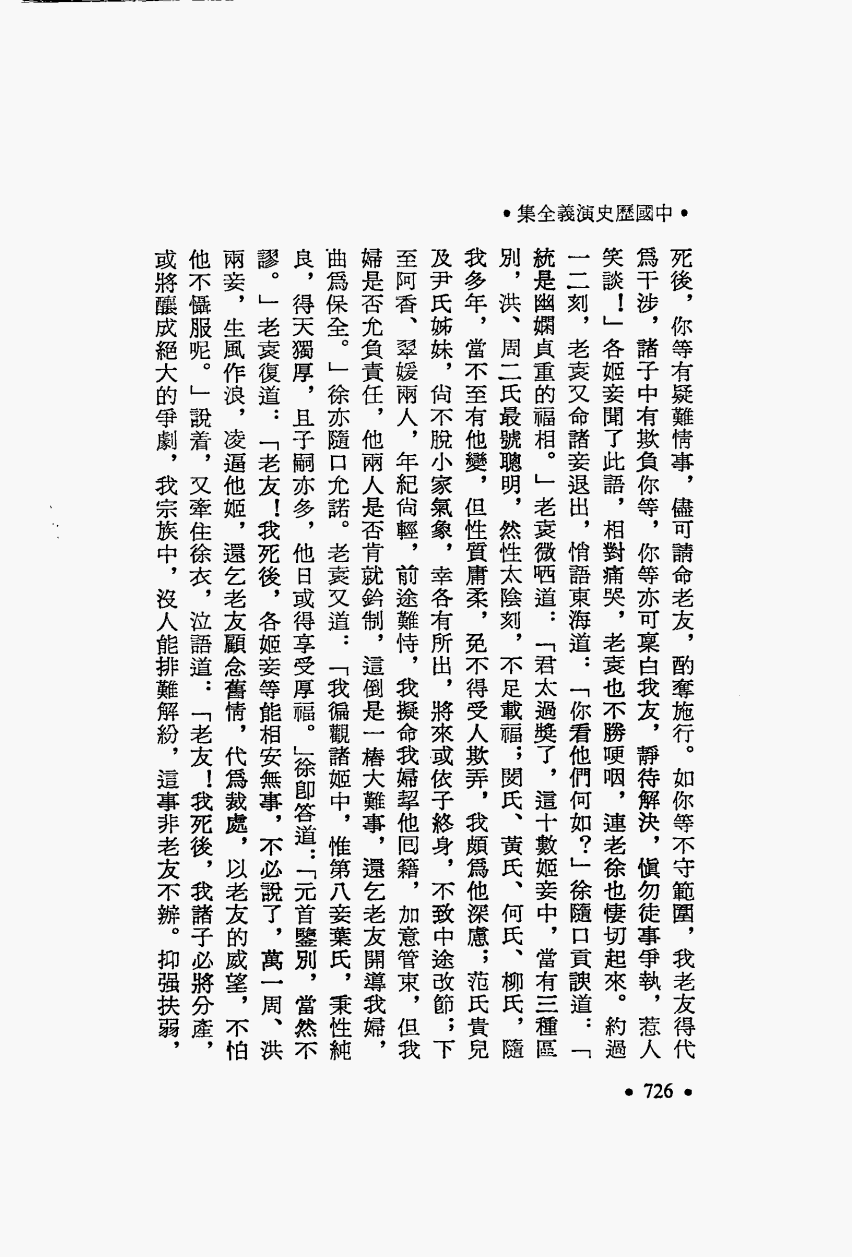 •中國歷史演義全集•
死後，你等有疑難情事，儘可請命老友，酌奪施行。如你等不守範圍，我老友得代
爲干涉，諸子中有欺負你等，你等亦可稟白我友，靜待解決，愼勿徒事爭執，惹人
笑談！」各姬妾聞了此語，相對痛哭，老袁也不勝哽咽，連老徐也悽切起來。約過
一二刻，老袁又命諸妾退出，悄語東海道：「你看他們何如？」徐隨口貢諛道：「
統是幽嫻貞重的福相。」老袁微哂道：「君太過獎了，這十數姬妾中，當有三種區
別，洪、周二氏最號聰明，然性太陰刻，不足載福；閔氏、黃氏、何氏、柳氏，隨
我多年，當不至有他變，但性質庸柔，免不得受人欺弄，我頗爲他深慮；范氏貴兒
及尹氏姊妹，尙不脫小家氣象，幸各有所出，將來或依子終身，不致中途改節；下
至阿香、翠媛兩人，年紀尙輕，前途難恃，我擬命我婦挈他回籍，加意管束，但我
婦是否允負責任，他兩人是否肯就鈐制，這倒是一樁大難事，還乞老友開導我婦，
曲爲保全。」徐亦隨口允諾。老袁又道：「我徧觀諸姬中，惟第八妾葉氏，秉性純
良，得天獨厚，且子嗣亦多，他日或得享受厚福。」徐卽答道：「元首鑒別，當然不
謬。」老袁復道：「老友！我死後，各姬妾等能相安無事，不必說了，萬一周、洪
兩妾，生風作浪，凌逼他姬，還乞老友顧念舊情，代爲裁處，以老友的威望，不怕
他不懾服呢。」說着，又牽住徐衣，泣語道：「老友！我死後，我諸子必將分產，
或將釀成絕大的爭劇，我宗族中，沒人能排難解紛，這事非老友不辦。抑强扶弱，
•726•